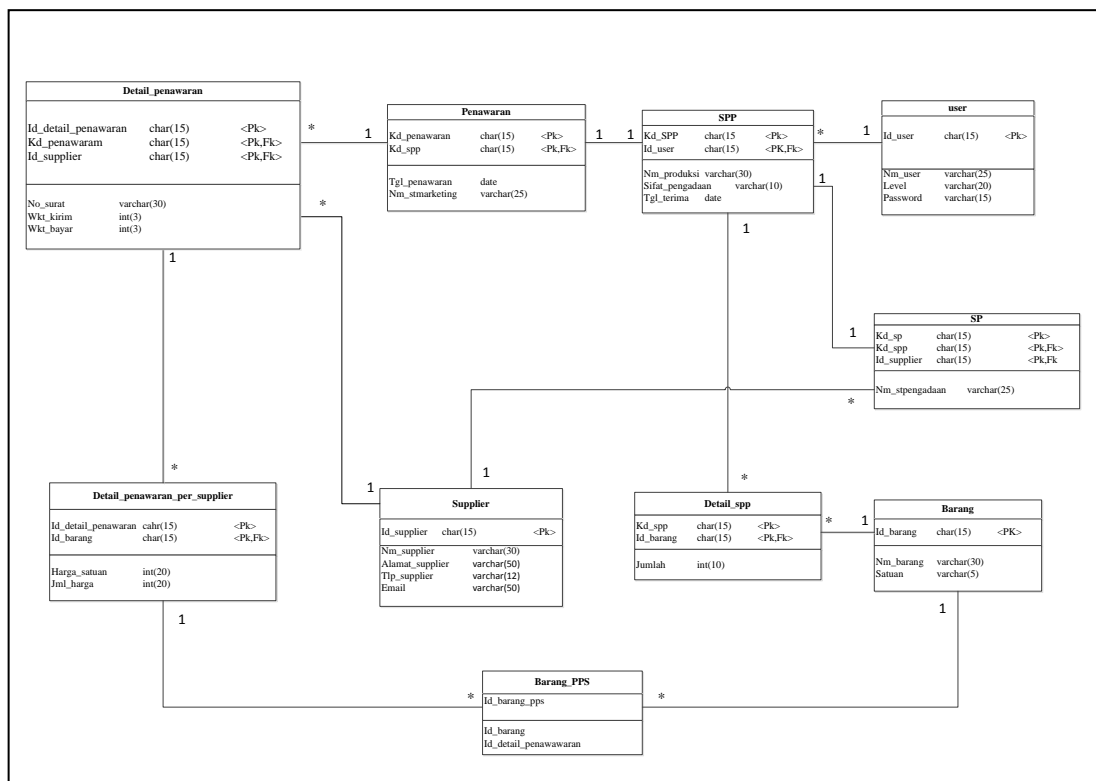 Detail_penawaran
Id_detail_penawaran char(15) <Pk>
Kd_penawaram char(15) <Pk,Fk>
Id_supplier char(15) <Pk,Fk>
No_surat varchar(30)
Wkt_kirim int(3)
Wkt_bayar int(3)
* 1
Penawaran
Kd_penawaran char(15) <Pk>
Kd_spp char(15) <Pk,Fk>
Tgl_penawaran date
Nm_stmarketing varchar(25)
1 1
SPP
Kd_SPP char(15 <Pk>
Id_user char(15) <PK,Fk>
Nm_produksi varchar(30)
Sifat_pengadaan varchar(10)
Tgl_terima date
* 1
user
Id_user char(15) <Pk>
Nm_user varchar(25)
Level varchar(20)
Password varchar(15)
*
1
1
1
1
SP
Kd_sp char(15) <Pk>
Kd_spp char(15) <Pk,Fk>
Id_supplier char(15) <Pk,Fk
Nm_stpengadaan varchar(25)
*
*
1
1
*
Detail_penawaran_per_supplier
Id_detail_penawaran cahr(15) <Pk>
Id_barang char(15) <Pk,Fk>
Harga_satuan int(20)
Jml_harga int(20)
Supplier
Id_supplier char(15) <Pk>
Nm_supplier varchar(30)
Alamat_supplier varchar(50)
Tlp_supplier varchar(12)
Email varchar(50)
Detail_spp
Kd_spp char(15) <Pk>
Id_barang char(15) <Pk,Fk>
Jumlah int(10)
* 1
Barang
Id_barang char(15) <PK>
Nm_barang varchar(30)
Satuan varchar(5)
1
1
*
*
Barang_PPS
Id_barang_pps
Id_barang
Id_detail_penawawaran